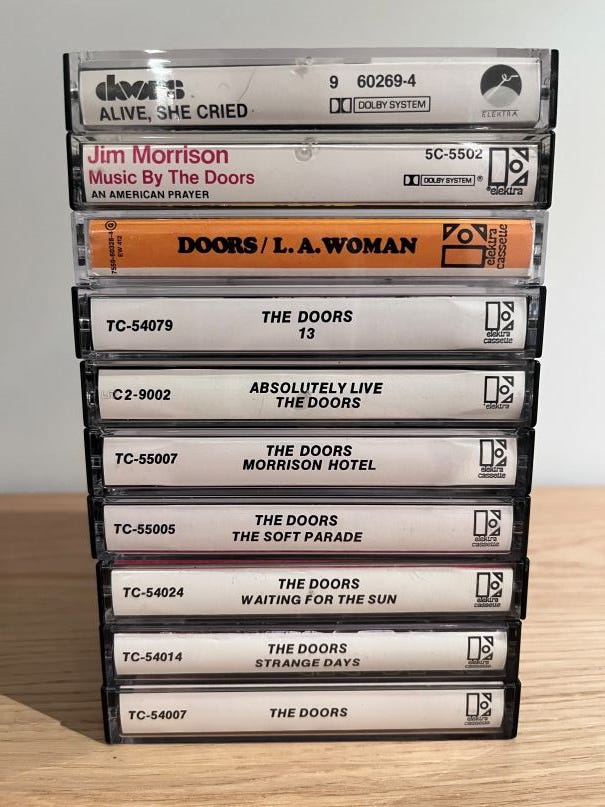 doors
ALIVE, SHE CRIED
9 60269-4
DOLBY SYSTEM
ELEKTRA
Jim Morrison
Music By The Doors
AN AMERICAN PRAYER
5C-5502
DOLBY SYSTEM ®
elektra
EW 412
DOORS / L.A.WOMAN
elektra
cassette
TC-54079
THE DOORS
13
elektra
cassette
C2-9002
ABSOLUTELY LIVE
THE DOORS
elektra
TC-55007
THE DOORS
MORRISON HOTEL
elektra
cassette
TC-55005
THE DOORS
THE SOFT PARADE
elektra
cassette
TC-54024
THE DOORS
WAITING FOR THE SUN
elektra
cassette
TC-54014
THE DOORS
STRANGE DAYS
elektra
cassette
TC-54007
THE DOORS
elektra
cassette